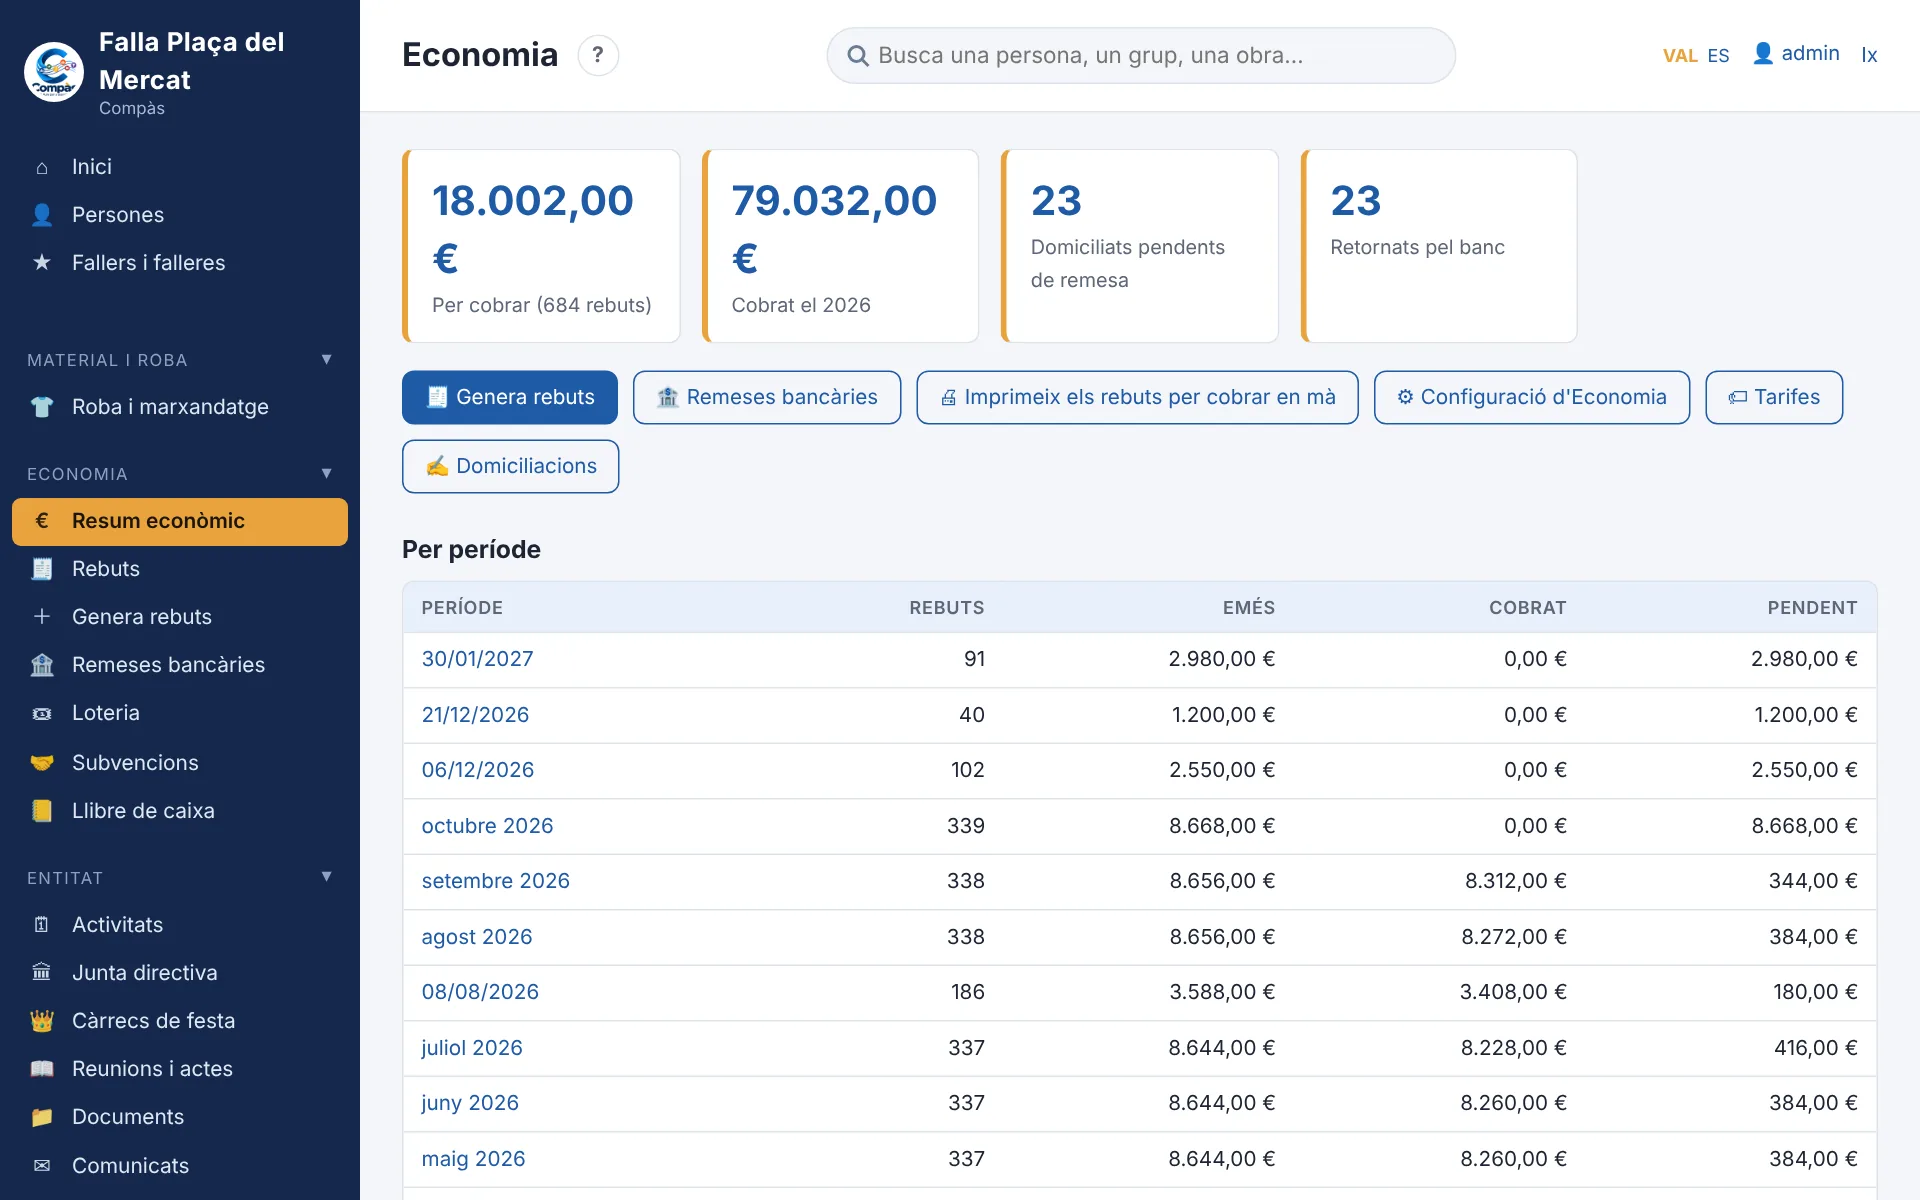 Falla Plaça del
Mercat
Compàs
Inici
Persones
Fallers i falleres
MATERIAL I ROBA ▼
Roba i marxandatge
ECONOMIA ▼
€ Resum econòmic
Rebuts
+ Genera rebuts
Remeses bancàries
Loteria
Subvencions
Llibre de caixa
ENTITAT ▼
Activitats
Junta directiva
Càrrecs de festa
Reunions i actes
Documents
Comunicats
Economia ?
Busca una persona, un grup, una obra...
VAL ES admin Ix
18.002,00
€
Per cobrar (684 rebuts)
79.032,00
€
Cobrat el 2026
23
Domiciliats pendents
de remesa
23
Retornats pel banc
Genera rebuts
Remeses bancàries
Imprimeix els rebuts per cobrar en mà
Configuració d'Economia
Tarifes
Domiciliacions
Per període
PERÍODE REBUTS EMÉS COBRAT PENDENT
30/01/2027 91 2.980,00 € 0,00 € 2.980,00 €
21/12/2026 40 1.200,00 € 0,00 € 1.200,00 €
06/12/2026 102 2.550,00 € 0,00 € 2.550,00 €
octubre 2026 339 8.668,00 € 0,00 € 8.668,00 €
setembre 2026 338 8.656,00 € 8.312,00 € 344,00 €
agost 2026 338 8.656,00 € 8.272,00 € 384,00 €
08/08/2026 186 3.588,00 € 3.408,00 € 180,00 €
juliol 2026 337 8.644,00 € 8.228,00 € 416,00 €
juny 2026 337 8.644,00 € 8.260,00 € 384,00 €
maig 2026 337 8.644,00 € 8.260,00 € 384,00 €